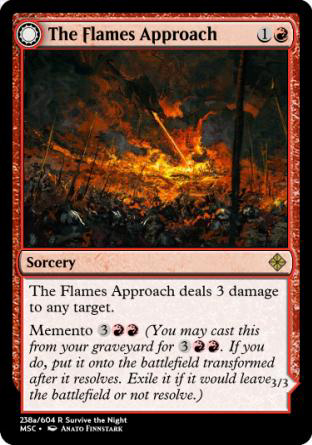 The Flames Approach 1
Sorcery
The Flames Approach deals 3 damage
to any target.
Memento 3 (You may cast this
from your graveyard for 3. If you
do, put it onto the battlefield transformed
after it resolves. Exile it if it would leave
3/3
the battlefield or not resolve.)
238a/604 R Survive the Night
MSC • Anato Finnstark